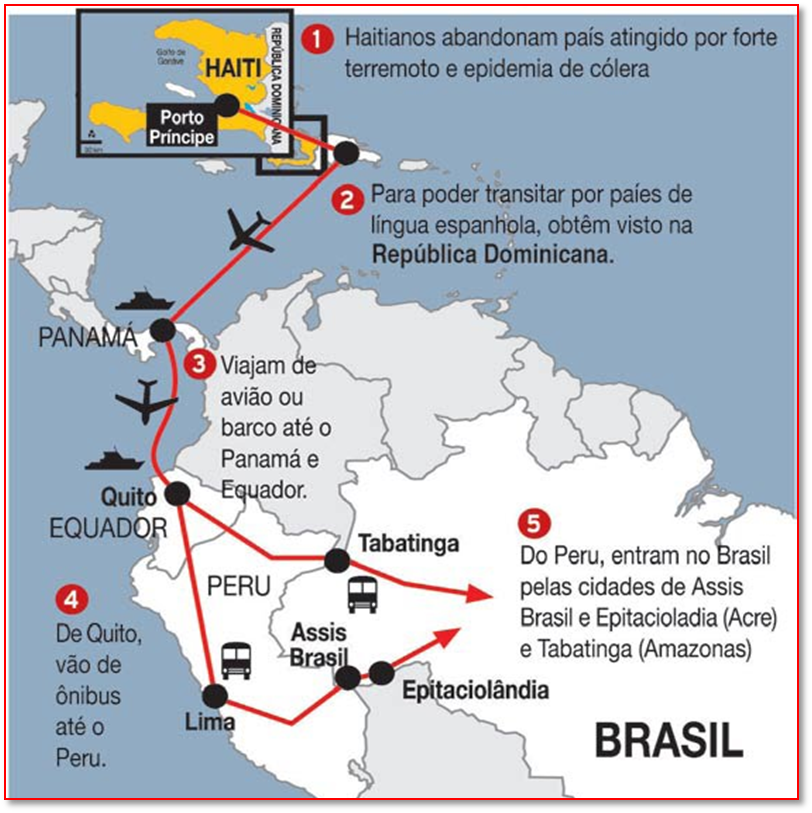 1 Haitianos abandonam país atingido por forte
terremoto e epidemia de cólera
Golfo de
Gonâve
HAITI
REPÚBLICA DOMINICANA
Porto
Príncipe
2 Para poder transitar por países de
língua espanhola, obtêm visto na
República Dominicana.
PANAMÁ
3 Viajam de
avião ou
barco até o
Panamá e
Equador.
Quito
EQUADOR
Tabatinga
PERU
4
De Quito,
vão de
ônibus
até o
Peru.
Lima
Assis
Brasil
Epitaciolândia
5
Do Peru, entram no Brasil
pelas cidades de Assis
Brasil e Epitacioladia (Acre)
e Tabatinga (Amazonas)
BRASIL